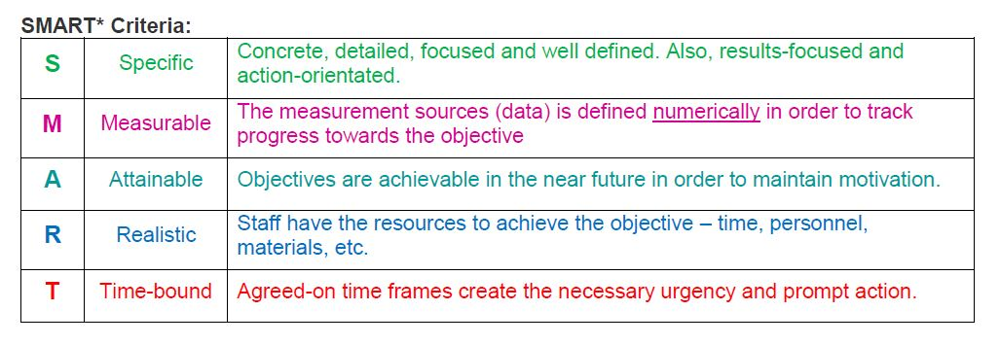 SMART* Criteria:
S Specific Concrete, detailed, focused and well defined. Also, results-focused and
action-orientated.
M Measurable The measurement sources (data) is defined numerically in order to track
progress towards the objective
A Attainable Objectives are achievable in the near future in order to maintain motivation.
R Realistic Staff have the resources to achieve the objective – time, personnel,
materials, etc.
T Time-bound Agreed-on time frames create the necessary urgency and prompt action.